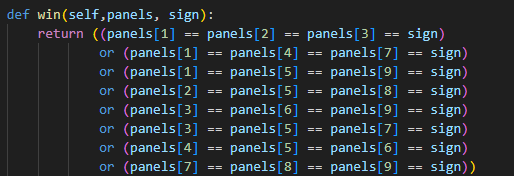 def win(self,panels, sign):
    return ((panels[1] == panels[2] == panels[3] == sign)
            or (panels[1] == panels[4] == panels[7] == sign)
            or (panels[1] == panels[5] == panels[9] == sign)
            or (panels[2] == panels[5] == panels[8] == sign)
            or (panels[3] == panels[6] == panels[9] == sign)
            or (panels[3] == panels[5] == panels[7] == sign)
            or (panels[4] == panels[5] == panels[6] == sign)
            or (panels[7] == panels[8] == panels[9] == sign))